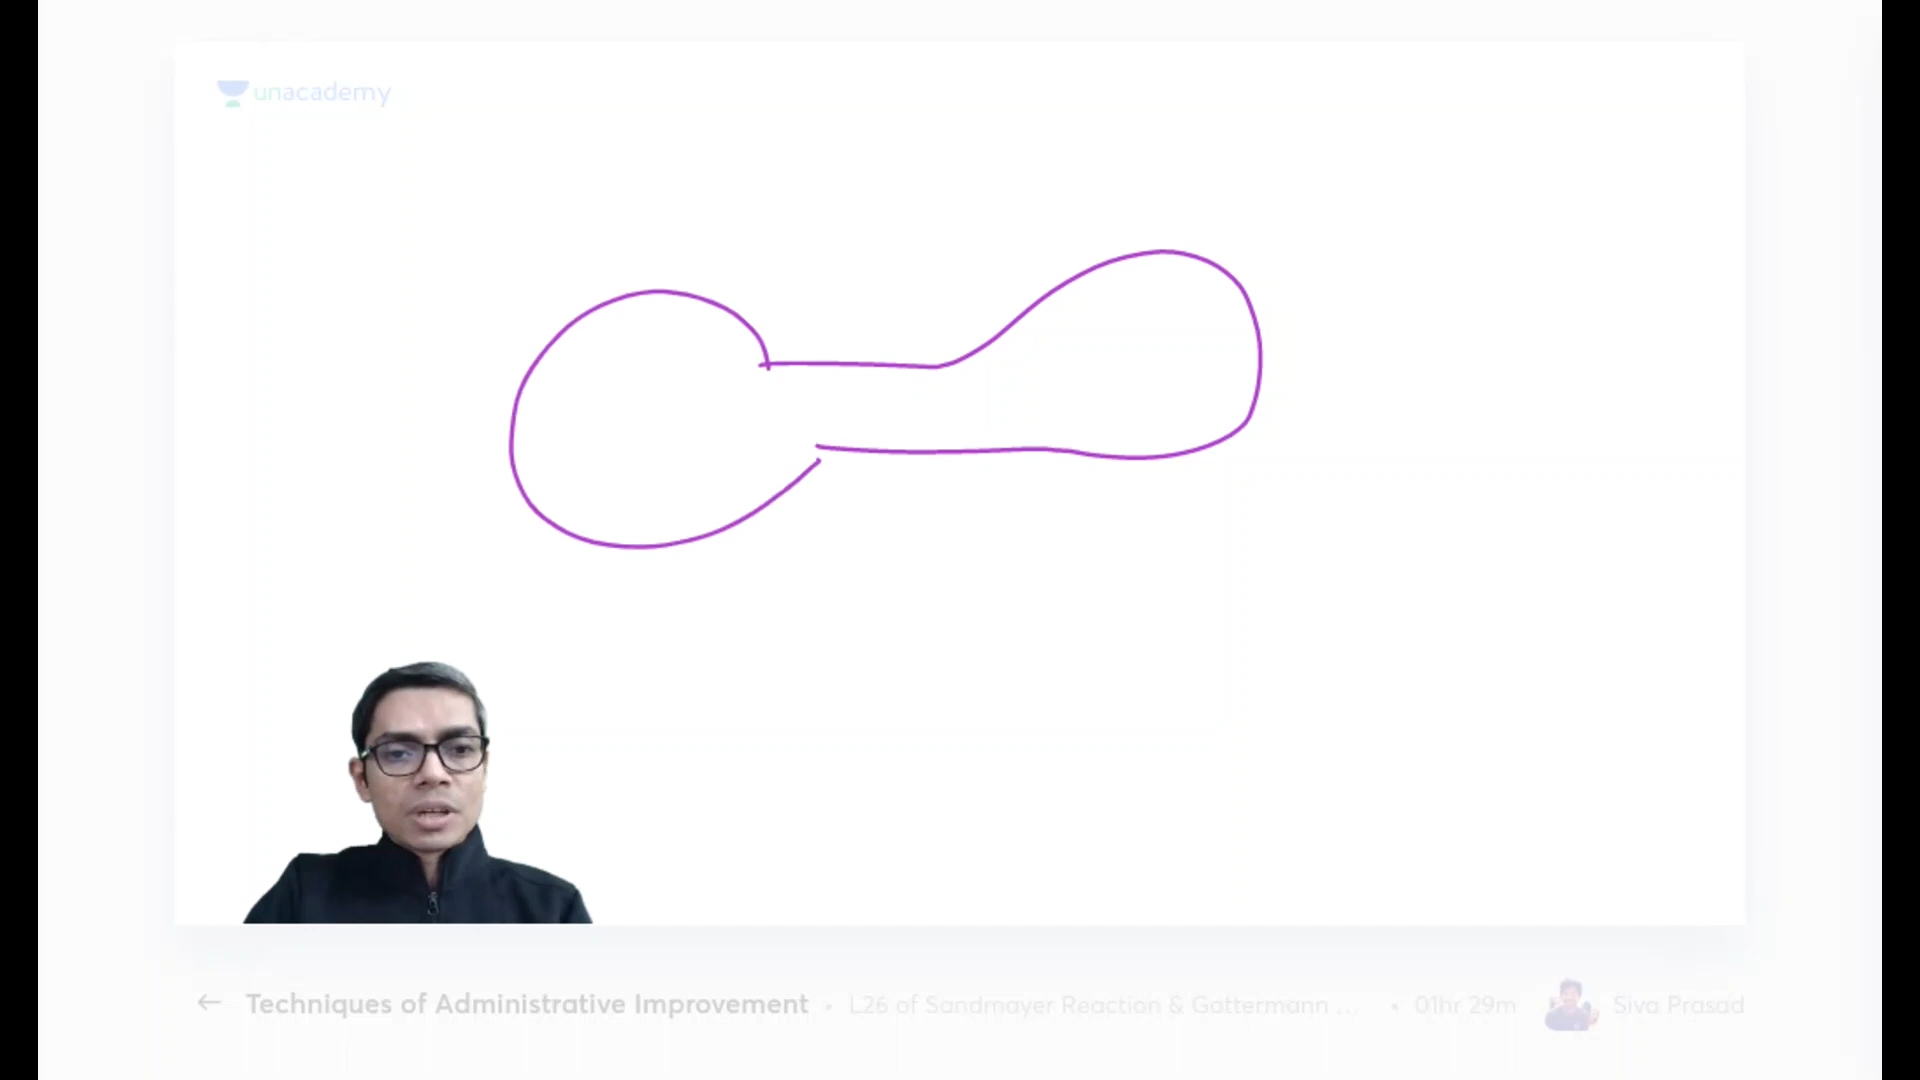 unacademy
Techniques of Administrative Improvement • L26 of Sandmayer Reaction & Gattermann ... • 01hr 29m Siva Prasad